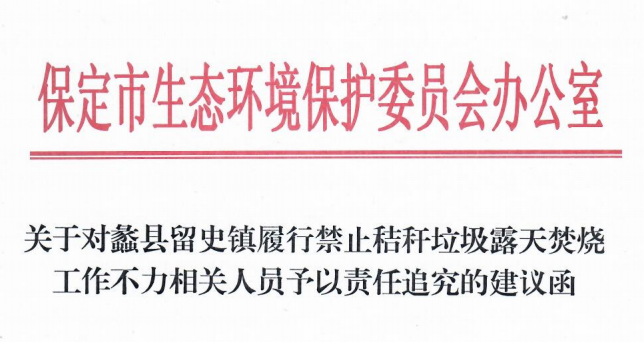 保定市生态环境保护委员会办公室
关于对蠡县留史镇履行禁止秸秆垃圾露天焚烧
工作不力相关人员予以责任追究的建议函